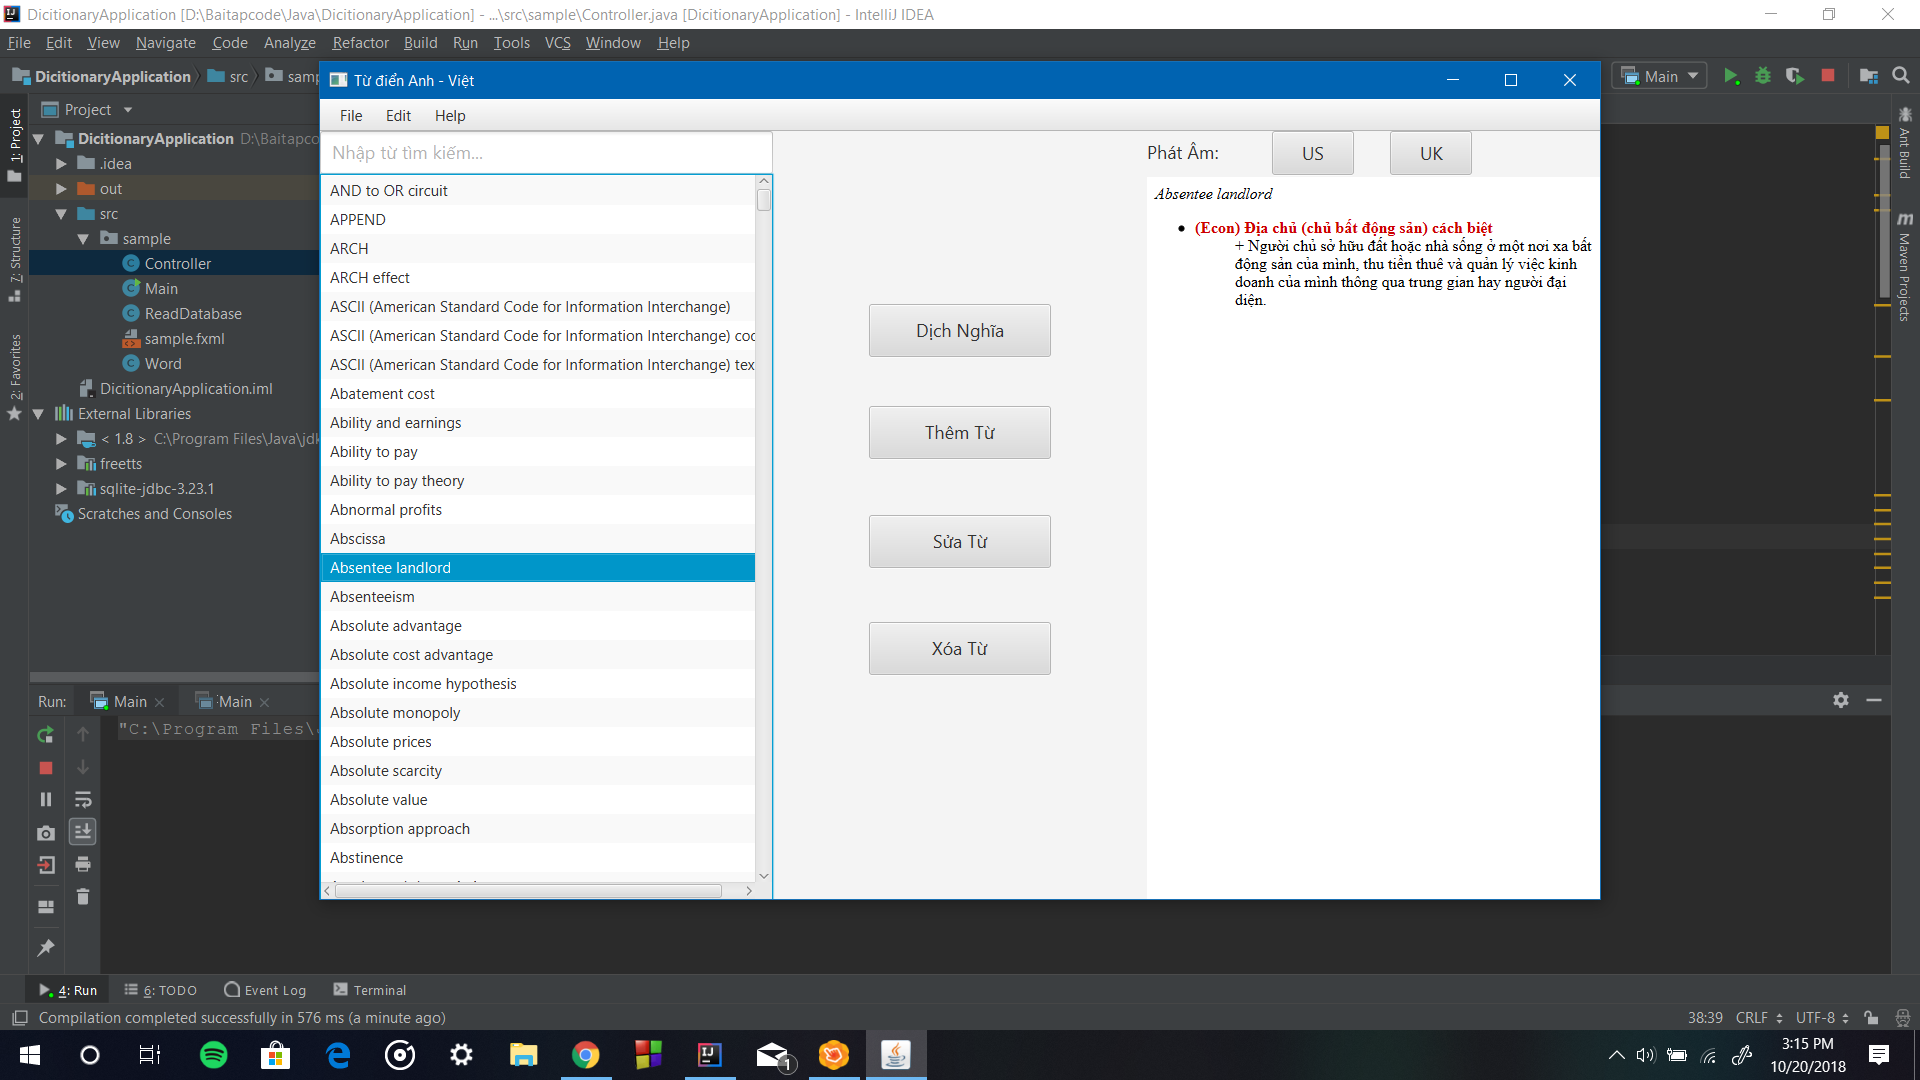 DicitionaryApplication [D:\Baitapcode\Java\DicitionaryApplication] - ...\src\sample\Controller.java [DicitionaryApplication] - IntelliJ IDEA
File Edit View Navigate Code Analyze Refactor Build Run Tools VCS Window Help
DicitionaryApplication src
Main
Project
DicitionaryApplication D:\Baitapco
.idea
out
src
sample
Controller
Main
ReadDatabase
sample.fxml
Word
DicitionaryApplication.iml
External Libraries
< 1.8 > C:\Program Files\Java\jdk
freetts
sqlite-jdbc-3.23.1
Scratches and Consoles
1: Project
7: Structure
2: Favorites
Ant Build
m
Maven Projects
Từ điển Anh - Việt
File Edit Help
Nhập từ tìm kiếm...
AND to OR circuit
APPEND
ARCH
ARCH effect
ASCII (American Standard Code for Information Interchange)
ASCII (American Standard Code for Information Interchange) coc
ASCII (American Standard Code for Information Interchange) tex
Abatement cost
Ability and earnings
Ability to pay
Ability to pay theory
Abnormal profits
Abscissa
Absentee landlord
Absenteeism
Absolute advantage
Absolute cost advantage
Absolute income hypothesis
Absolute monopoly
Absolute prices
Absolute scarcity
Absolute value
Absorption approach
Abstinence
Dịch Nghĩa
Thêm Từ
Sửa Từ
Xóa Từ
Phát Âm: US UK
Absentee landlord
(Econ) Địa chủ (chủ bất động sản) cách biệt
+ Người chủ sở hữu đất hoặc nhà sống ở một nơi xa bất
động sản của mình, thu tiền thuê và quản lý việc kinh
doanh của mình thông qua trung gian hay người đại
diện.
Run: Main Main
"C:\Program Files\
4: Run 6: TODO Event Log Terminal
Compilation completed successfully in 576 ms (a minute ago)
38:39 CRLF UTF-8
1
3:15 PM
10/20/2018